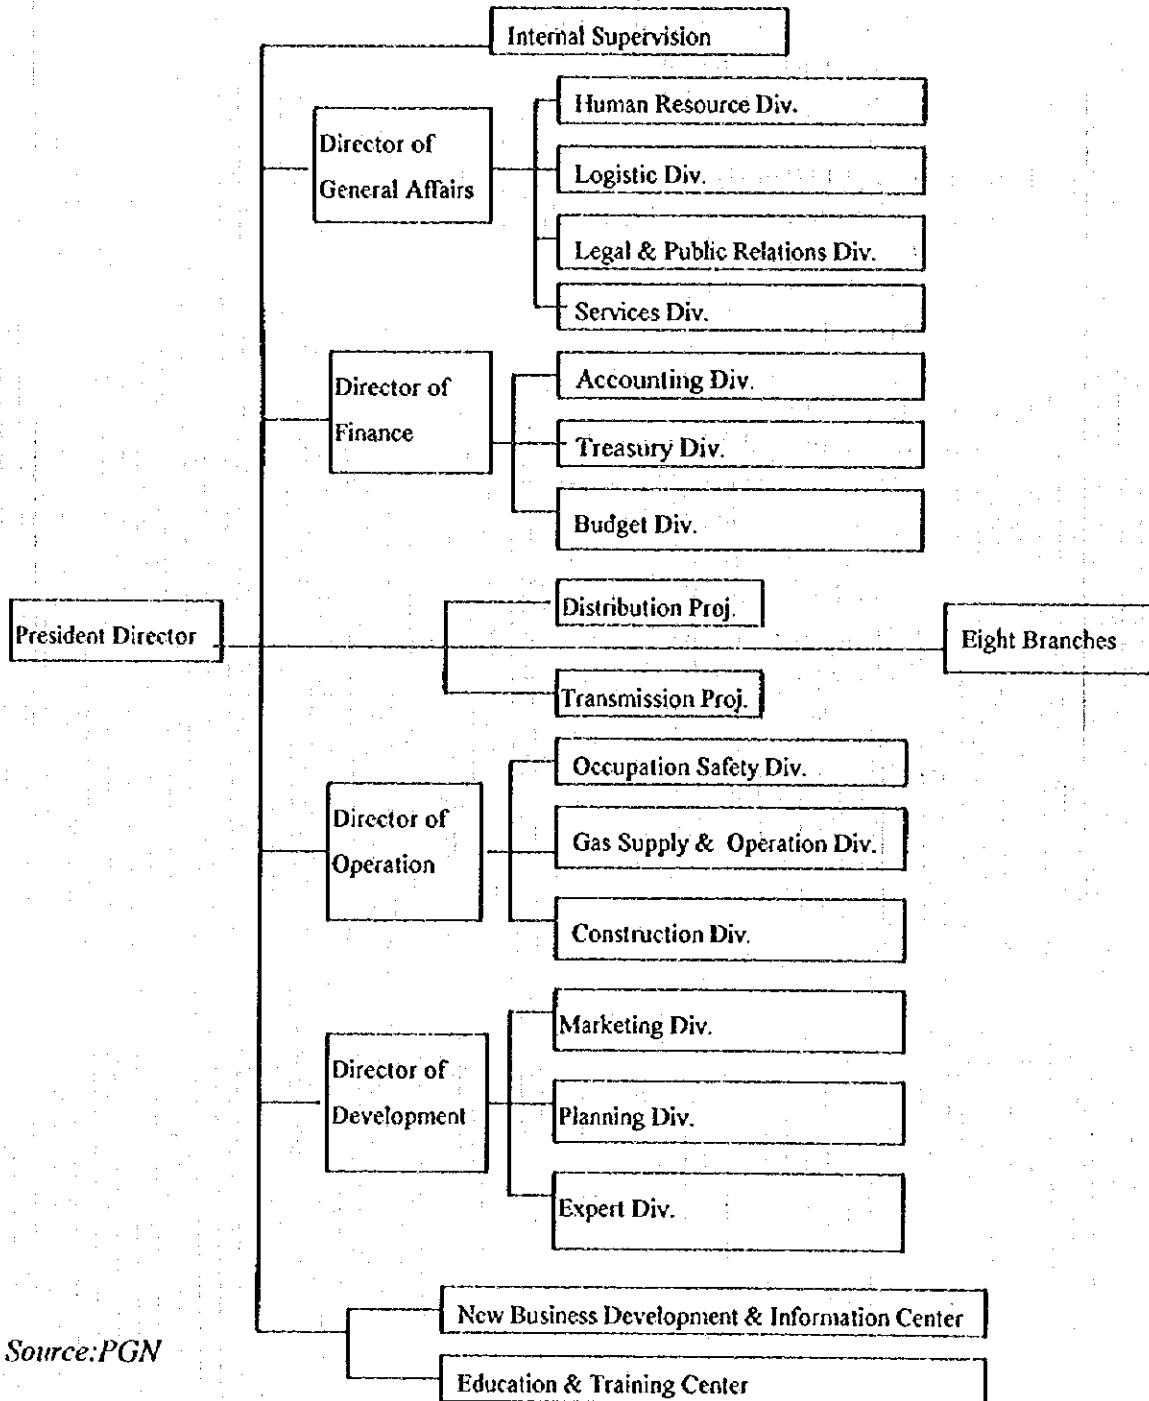 Internal Supervision
Human Resource Div.
Director of
General Affairs
Logistic Div.
Legal & Public Relations Div.
Services Div.
Director of
Finance
Accounting Div.
Treasury Div.
Budget Div.
Distribution Proj.
President Director
Eight Branches
Transmission Proj.
Occupation Safety Div.
Director of
Operation
Gas Supply & Operation Div.
Construction Div.
Marketing Div.
Director of
Development
Planning Div.
Expert Div.
New Business Development & Information Center
Source:PGN
Education & Training Center